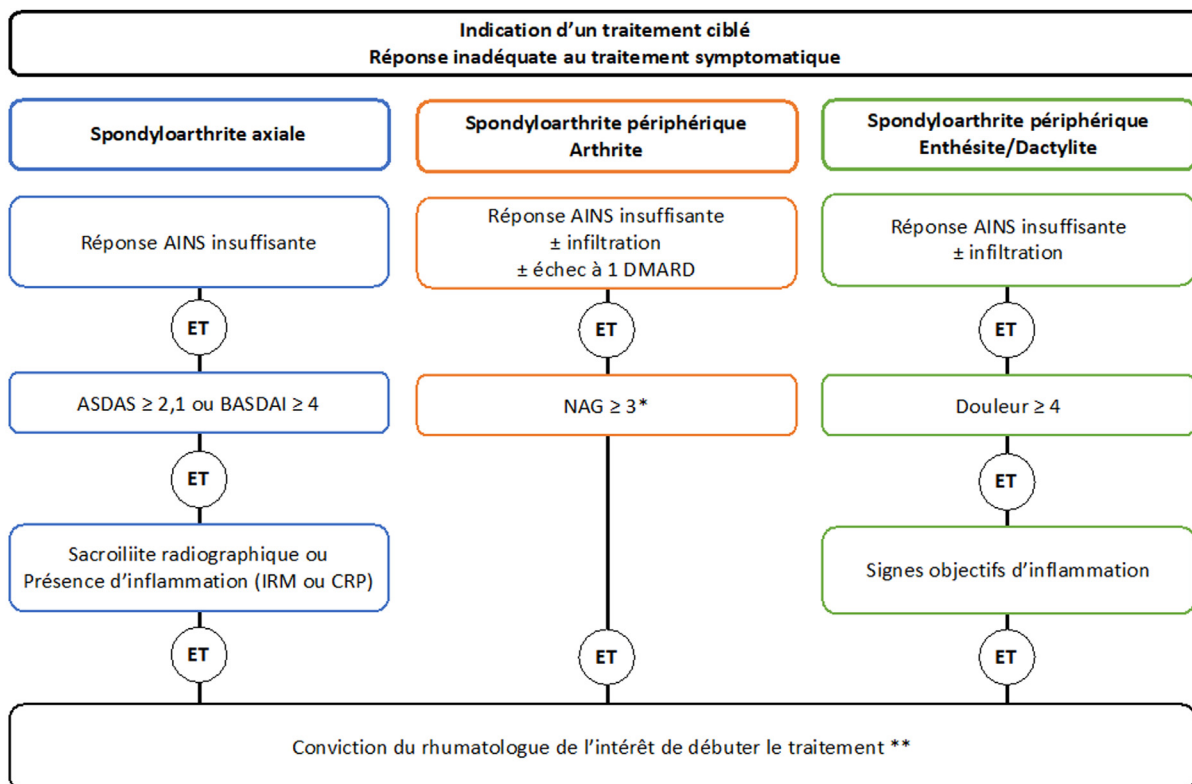 Indication d’un traitement ciblé
Réponse inadéquate au traitement symptomatique
Spondyloarthrite axiale
Spondyloarthrite périphérique
Arthrite
Spondyloarthrite périphérique
Enthésite/Dactylite
Réponse AINS insuffisante
Réponse AINS insuffisante
± infiltration
± échec à 1 DMARD
Réponse AINS insuffisante
± infiltration
ET
ET
ET
ASDAS ≥ 2,1 ou BASDAI ≥ 4
NAG ≥ 3*
Douleur ≥ 4
ET
ET
Sacroiliite radiographique ou
Présence d’inflammation (IRM ou CRP)
Signes objectifs d’inflammation
ET
ET
ET
Conviction du rhumatologue de l’intérêt de débuter le traitement **